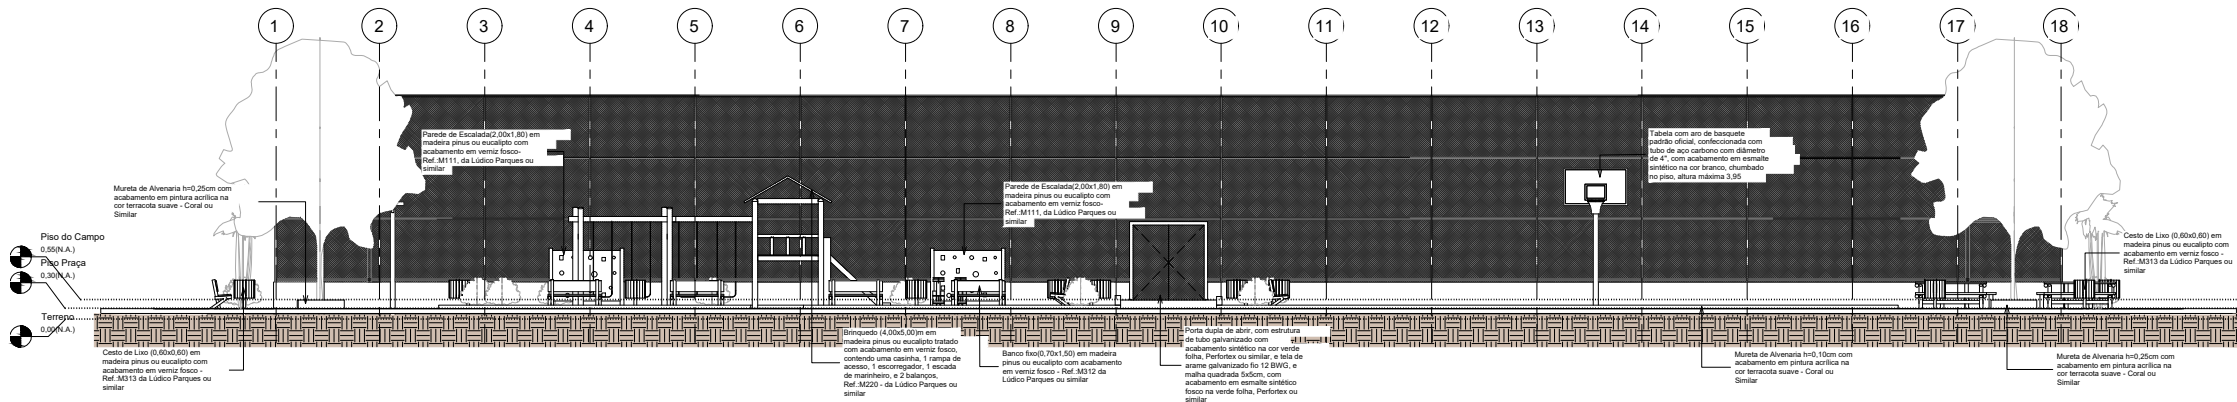 1 2 3 4 5 6 7 8 9 10 11 12 13 14 15 16 17 18
Parede de Escalada(2,00x1,80) em
madeira pinus ou eucalipto com
acabamento em verniz fosco-
Ref.:M111, da Lúdico Parques ou
similar
Tabela com aro de basquete
padrão oficial, confeccionada com
tubo de aço carbono com diâmetro
de 4", com acabamento em esmalte
sintético na cor branco, chumbado
no piso, altura máxima 3,95
Mureta de Alvenaria h=0,25cm com
acabamento em pintura acrílica na
cor terracota suave - Coral ou
Similar
Parede de Escalada(2,00x1,80) em
madeira pinus ou eucalipto com
acabamento em verniz fosco-
Ref.:M111, da Lúdico Parques ou
similar
Cesto de Lixo (0,60x0,60) em
madeira pinus ou eucalipto com
acabamento em verniz fosco -
Ref.:M313 da Lúdico Parques ou
similar
Piso do Campo
0,55(N.A.)
Piso Praça
0,30(N.A.)
Terreno
0,00(N.A.)
Cesto de Lixo (0,60x0,60) em
madeira pinus ou eucalipto com
acabamento em verniz fosco -
Ref.:M313 da Lúdico Parques ou
similar
Brinquedo (4,00x5,00)m em
madeira pinus ou eucalipto tratado
com acabamento em verniz fosco,
contendo uma casinha, 1 rampa de
acesso, 1 escorregador, 1 escada
de marinheiro, e 2 balanços,
Ref.:M220 - da Lúdico Parques ou
similar
Banco fixo(0,70x1,50) em madeira
pinus ou eucalipto com acabamento
em verniz fosco - Ref.:M312 da
Lúdico Parques ou similar
Porta dupla de abrir, com estrutura
de tubo galvanizado com
acabamento sintético na cor verde
folha, Perfortex ou similar, e tela de
arame galvanizado fio 12 BWG, e
malha quadrada 5x5cm, com
acabamento em esmalte sintético
fosco na verde folha, Perfortex ou
similar
Mureta de Alvenaria h=0,10cm com
acabamento em pintura acrílica na
cor terracota suave - Coral ou
Similar
Mureta de Alvenaria h=0,25cm com
acabamento em pintura acrílica na
cor terracota suave - Coral ou
Similar